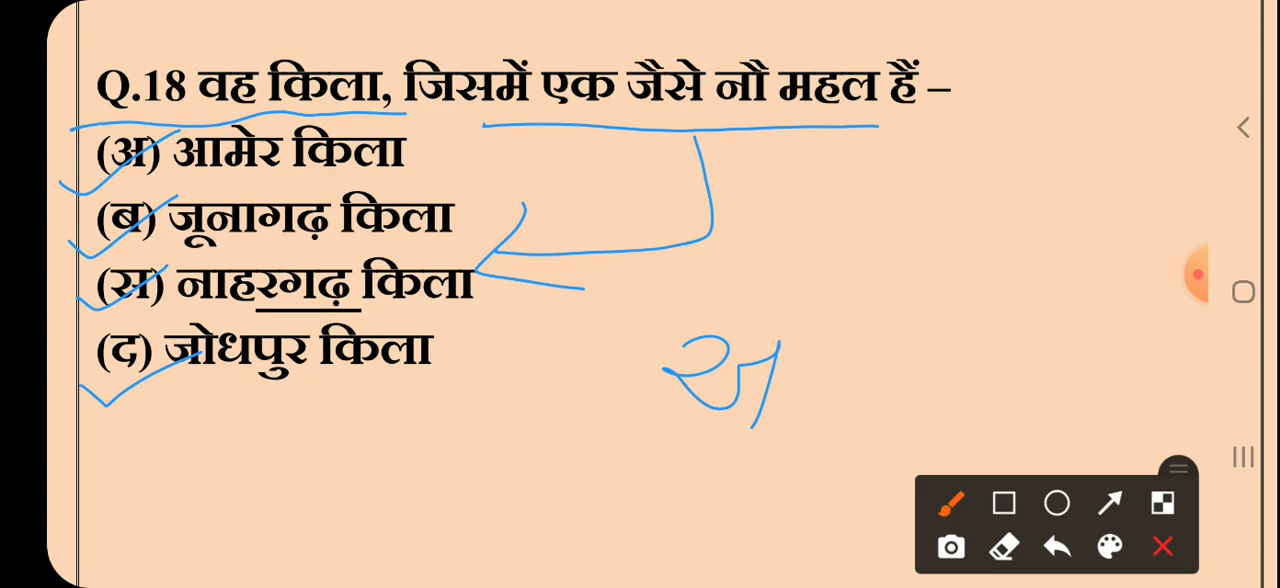 Q.18 वह किला, जिसमें एक जैसे नौ महल हैं –
(अ) आमेर किला
(ब) जूनागढ़ किला
(स) नाहरगढ़ किला
(द) जोधपुर किला
स